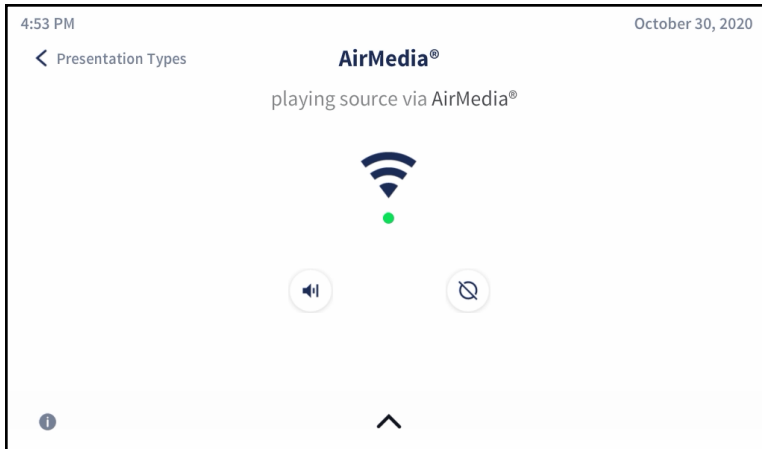 4:53 PM
October 30, 2020
Presentation Types
AirMedia®
playing source via AirMedia®